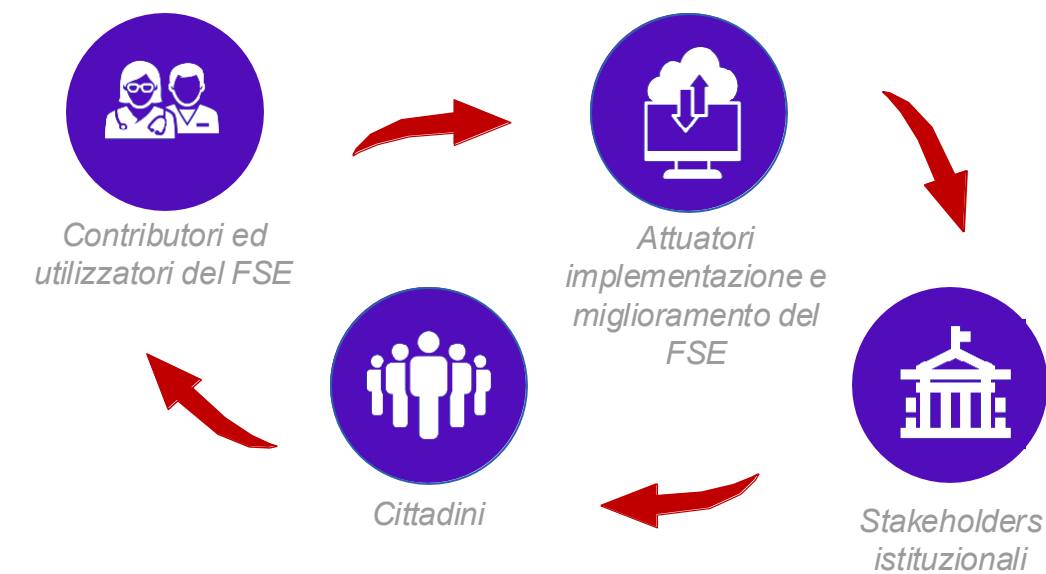 Contributori ed
utilizzatori del FSE
Attuatori
implementazione e
miglioramento del
FSE
Cittadini
Stakeholders
istituzionali